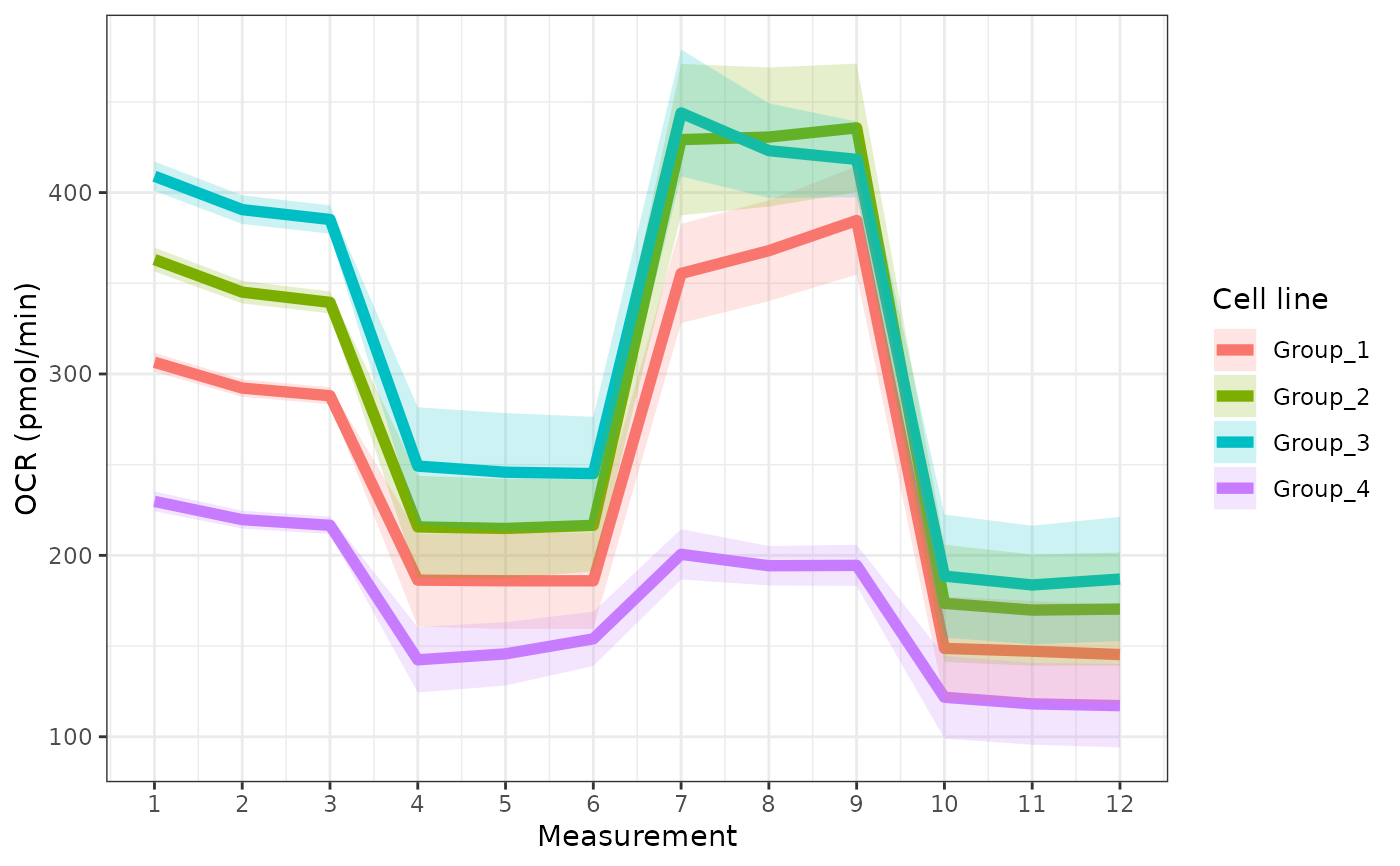 OCR (pmol/min)
400
300
200
100
1 2 3 4 5 6 7 8 9 10 11 12
Measurement
Cell line
Group_1
Group_2
Group_3
Group_4